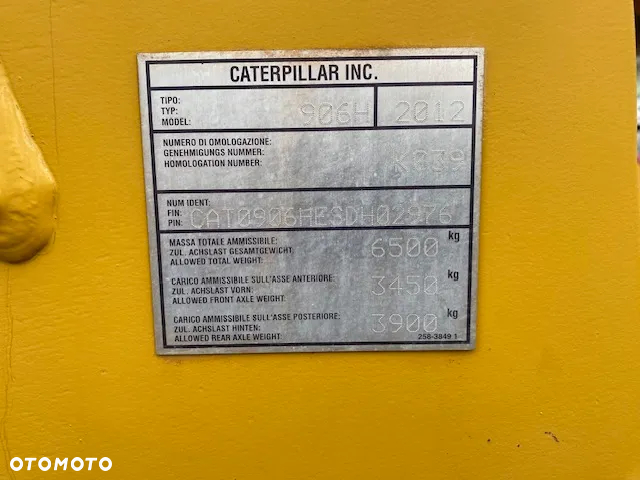 CATERPILLAR INC.
TIPO:
TYP:
MODEL: 906H 2012
NUMERO DI OMOLOGAZIONE:
GENEHMIGUNGS NUMMER:
HOMOLOGATION NUMBER: K939
NUM IDENT:
FIN:
PIN: CAT0906HESDH02976
MASSA TOTALE AMMISSIBILE:
ZUL. ACHSLAST GESAMTGEWICHT:
ALLOWED TOTAL WEIGHT: 6500 kg
CARICO AMMISSIBILE SULL'ASSE ANTERIORE:
ZUL. ACHSLAST VORN:
ALLOWED FRONT AXLE WEIGHT: 3450 kg
CARICO AMMISSIBILE SULL'ASSE POSTERIORE:
ZUL. ACHSLAST HINTEN:
ALLOWED REAR AXLE WEIGHT: 3900 kg
258-3849 1
OTOMOTO